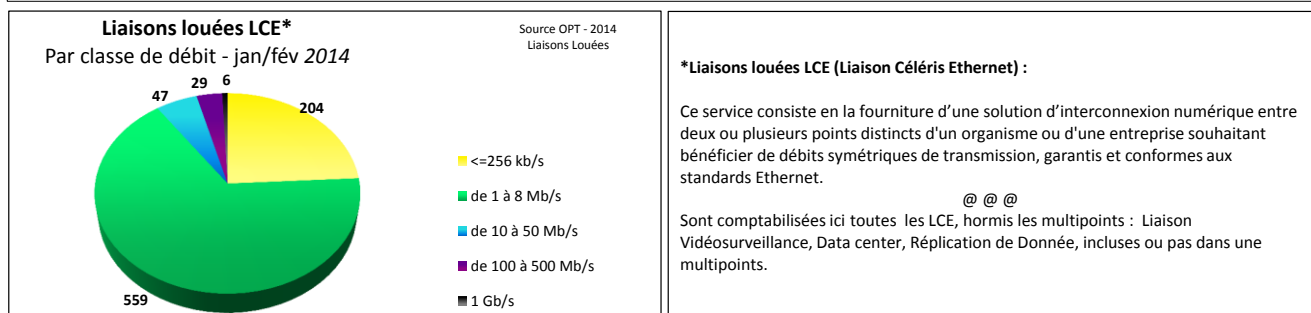 Liaisons louées LCE*
Par classe de débit - jan/fév 2014
Source OPT - 2014
Liaisons Louées
6
29
47
204
559
<=256 kb/s
de 1 à 8 Mb/s
de 10 à 50 Mb/s
de 100 à 500 Mb/s
1 Gb/s
*Liaisons louées LCE (Liaison Céléris Ethernet) :
Ce service consiste en la fourniture d’une solution d’interconnexion numérique entre
deux ou plusieurs points distincts d'un organisme ou d'une entreprise souhaitant
bénéficier de débits symétriques de transmission, garantis et conformes aux
standards Ethernet.
@ @ @
Sont comptabilisées ici toutes les LCE, hormis les multipoints : Liaison
Vidéosurveillance, Data center, Réplication de Donnée, incluses ou pas dans une
multipoints.